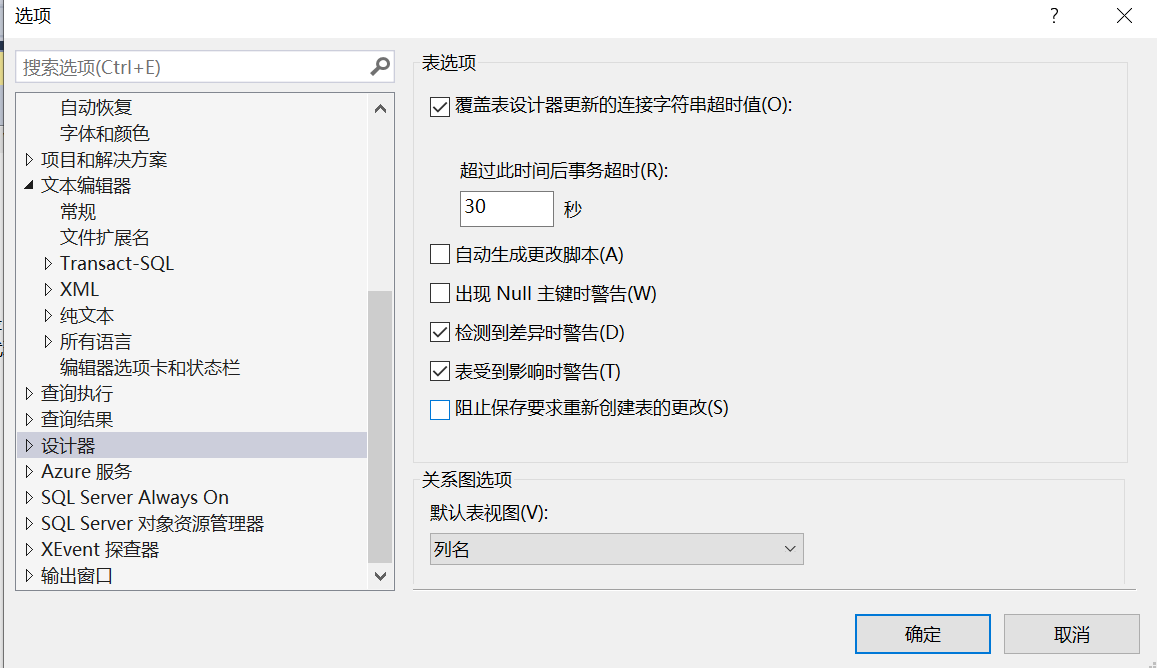 选项
搜索选项(Ctrl+E)
自动恢复
字体和颜色
项目和解决方案
文本编辑器
常规
文件扩展名
Transact-SQL
XML
纯文本
所有语言
编辑器选项卡和状态栏
查询执行
查询结果
设计器
Azure 服务
SQL Server Always On
SQL Server 对象资源管理器
XEvent 探查器
输出窗口
表选项
覆盖表设计器更新的连接字符串超时值(O):
超过此时间后事务超时(R):
30 秒
自动生成更改脚本(A)
出现 Null 主键时警告(W)
检测到差异时警告(D)
表受到影响时警告(T)
阻止保存要求重新创建表的更改(S)
关系图选项
默认表视图(V):
列名
确定 取消